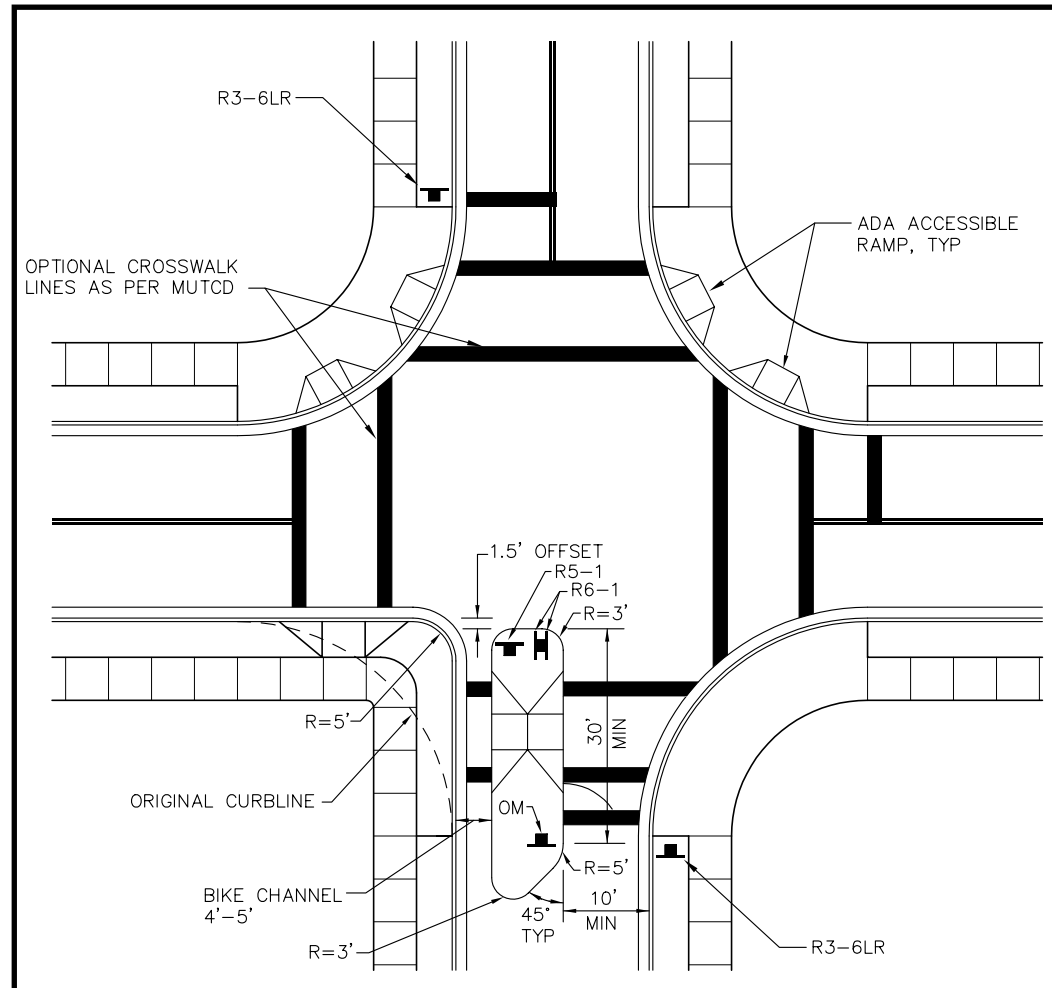 R3-6LR
ADA ACCESSIBLE
RAMP, TYP
OPTIONAL CROSSWALK
LINES AS PER MUTCD
1.5' OFFSET
R5-1
R6-1
R=3'
R=5'
30'
MIN
ORIGINAL CURBLINE
OM
BIKE CHANNEL
4'-5'
R=5'
10'
MIN
45°
TYP
R=3'
R3-6LR